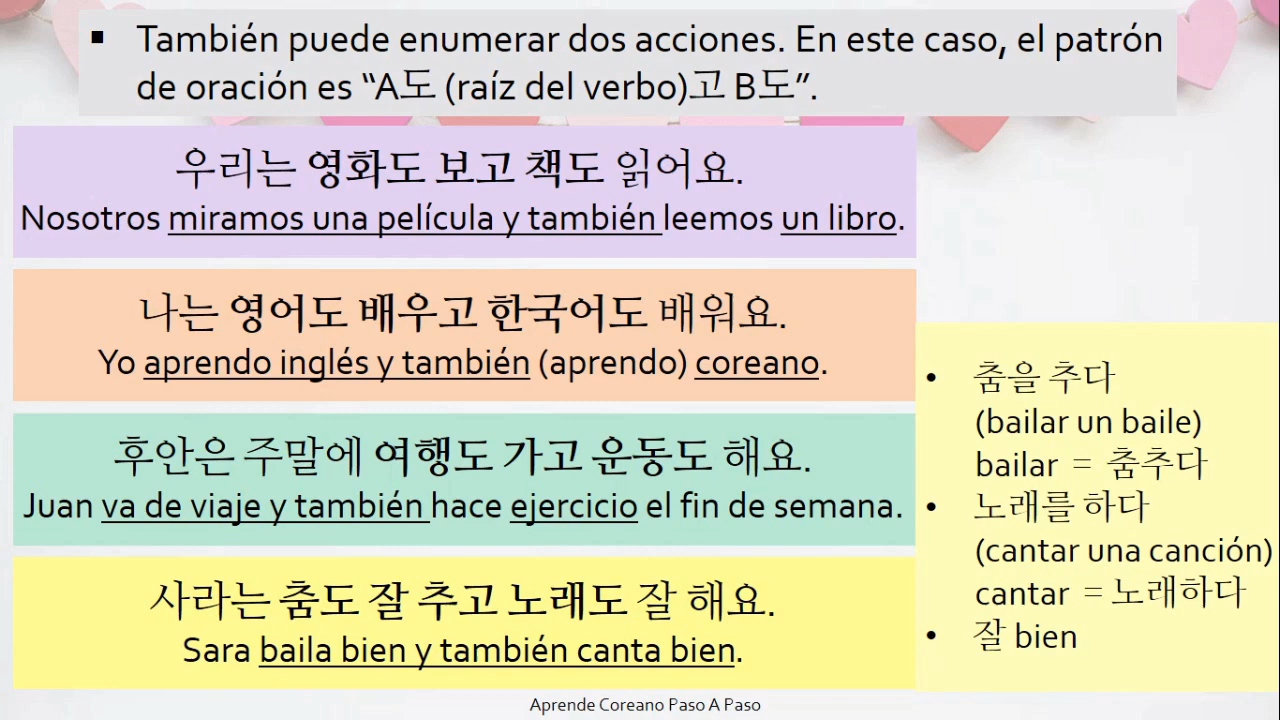 ▪ También puede enumerar dos acciones. En este caso, el patrón
de oración es “A도 (raíz del verbo)고 B도”.
우리는 영화도 보고 책도 읽어요.
Nosotros miramos una película y también leemos un libro.
나는 영어도 배우고 한국어도 배워요.
Yo aprendo inglés y también (aprendo) coreano.
후안은 주말에 여행도 가고 운동도 해요.
Juan va de viaje y también hace ejercicio el fin de semana.
사라는 춤도 잘 추고 노래도 잘 해요.
Sara baila bien y también canta bien.
• 춤을 추다
(bailar un baile)
bailar = 춤추다
• 노래를 하다
(cantar una canción)
cantar = 노래하다
• 잘 bien
Aprende Coreano Paso A Paso